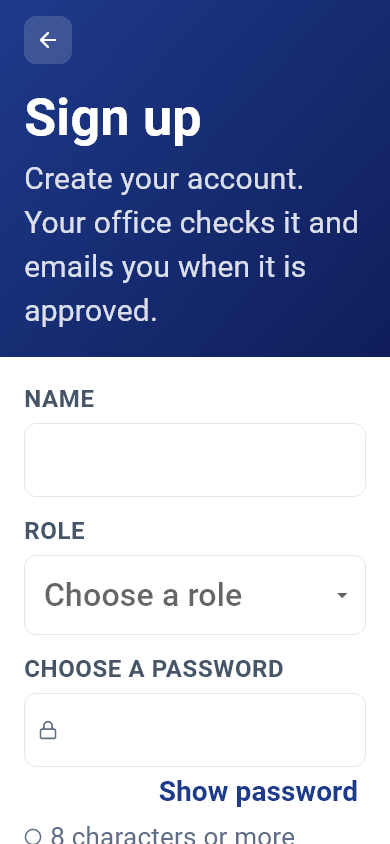 Sign up
Create your account.
Your office checks it and
emails you when it is
approved.
NAME
ROLE
Choose a role
CHOOSE A PASSWORD
Show password
8 characters or more